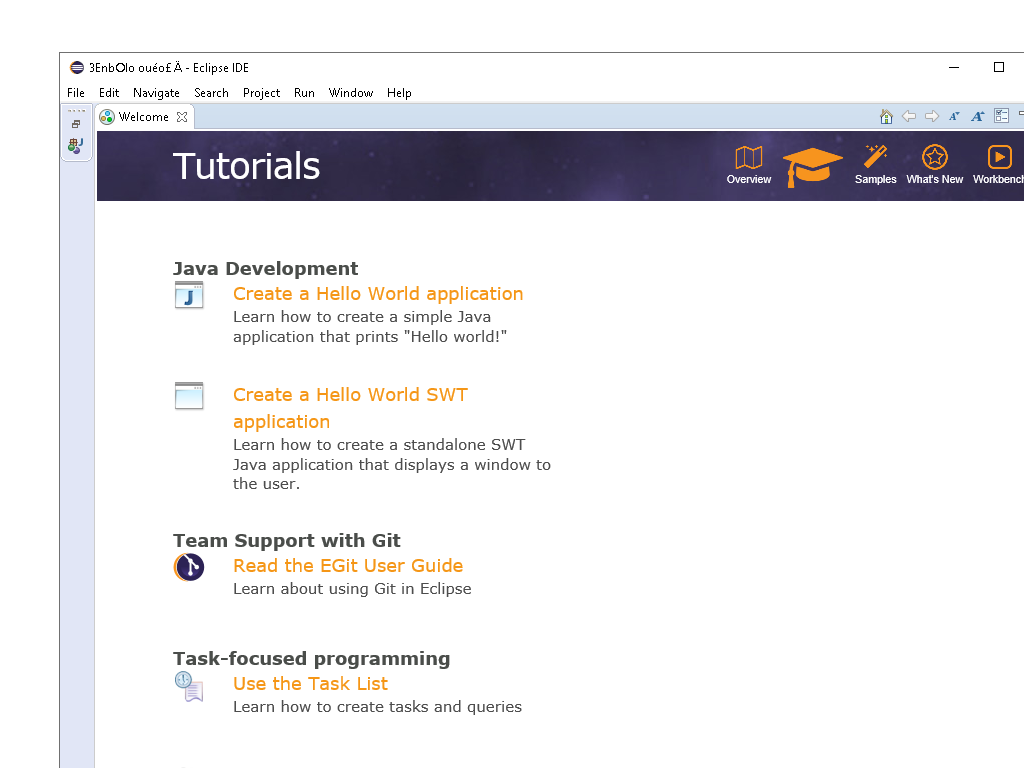 3EnbOlo ouéo£ Ä - Eclipse IDE
File Edit Navigate Search Project Run Window Help
Welcome
Tutorials
Overview Samples What's New Workbench
Java Development
Create a Hello World application
Learn how to create a simple Java
application that prints "Hello world!"
Create a Hello World SWT
application
Learn how to create a standalone SWT
Java application that displays a window to
the user.
Team Support with Git
Read the EGit User Guide
Learn about using Git in Eclipse
Task-focused programming
Use the Task List
Learn how to create tasks and queries